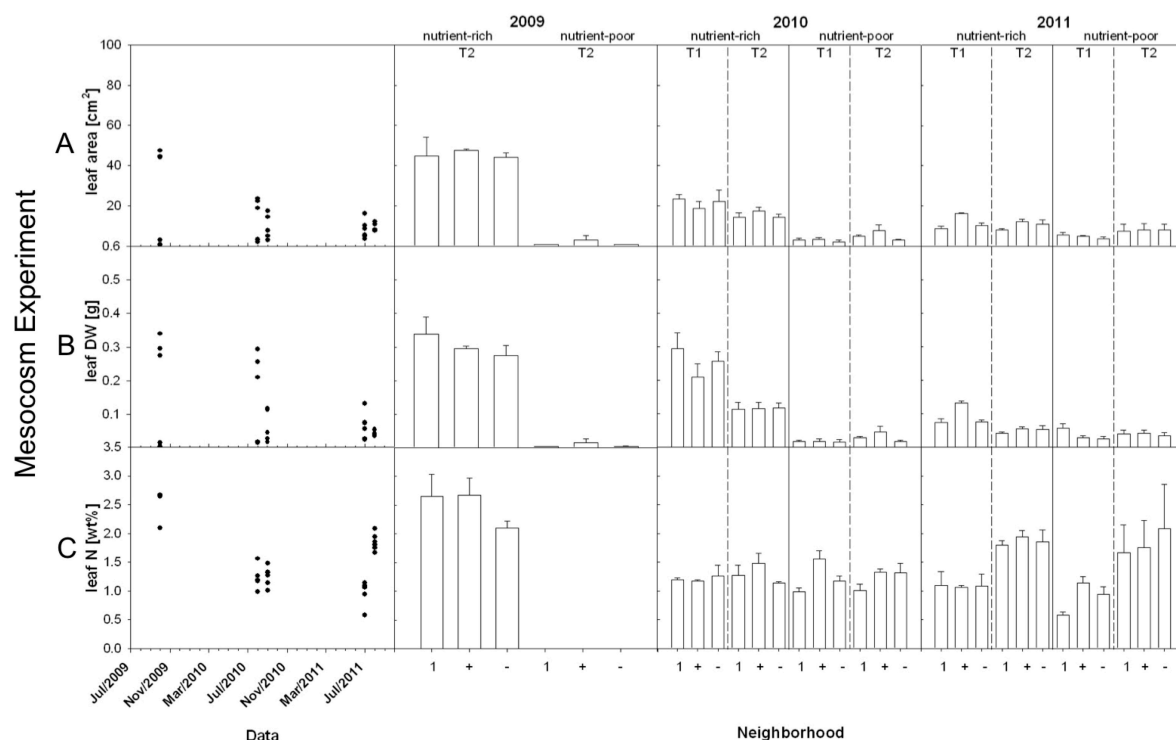 2009 2010 2011
nutrient-rich nutrient-poor nutrient-rich nutrient-poor nutrient-rich nutrient-poor
T2 T2 T1 T2 T1 T2 T1 T2 T1 T2
Mesocosm Experiment
A
leaf area [cm²]
100
80
60
40
20
0.6
B
leaf DW [g]
0.5
0.4
0.3
0.2
0.1
3.5
C
leaf N [wt%]
3.0
2.5
2.0
1.5
1.0
0.5
0.0
Jul/2009 Nov/2009 Mar/2010 Jul/2010 Nov/2010 Mar/2011 Jul/2011
1 + - 1 + - 1 + - 1 + - 1 + - 1 + - 1 + - 1 + - 1 + - 1 + -
Data Neighborhood